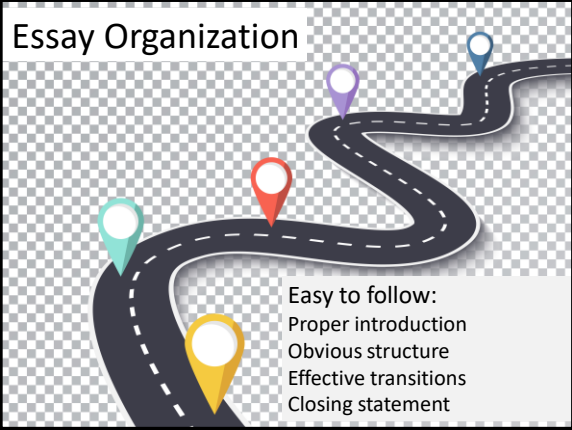 Essay Organization
Easy to follow:
Proper introduction
Obvious structure
Effective transitions
Closing statement